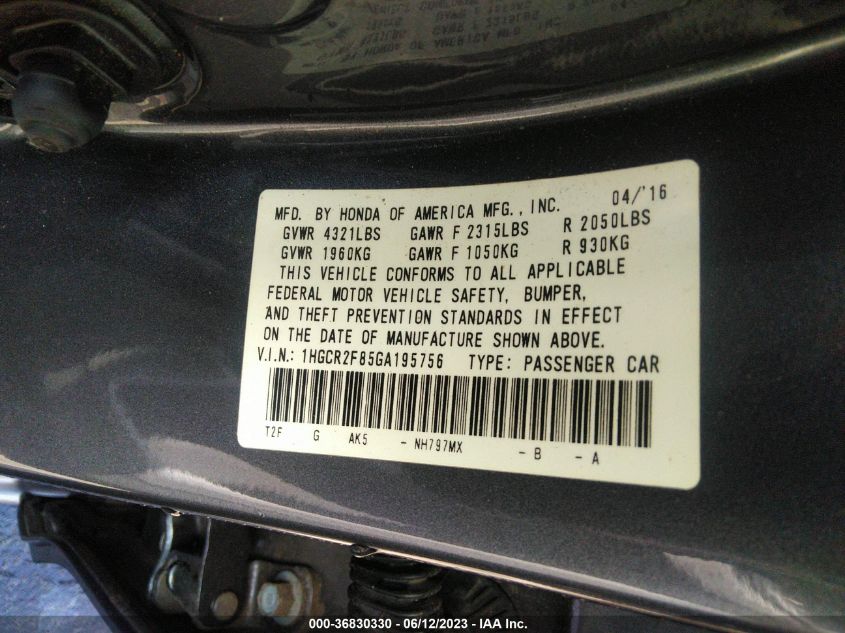 MFD. BY HONDA OF AMERICA MFG., INC. 04/'16
GVWR 4321LBS GAWR F 2315LBS R 2050LBS
GVWR 1960KG GAWR F 1050KG R 930KG
THIS VEHICLE CONFORMS TO ALL APPLICABLE
FEDERAL MOTOR VEHICLE SAFETY, BUMPER,
AND THEFT PREVENTION STANDARDS IN EFFECT
ON THE DATE OF MANUFACTURE SHOWN ABOVE.
V.I.N.: 1HGCR2F85GA195756 TYPE: PASSENGER CAR
T2F G AK5 - NH797MX - B - A
000-36830330 - 06/12/2023 - IAA Inc.